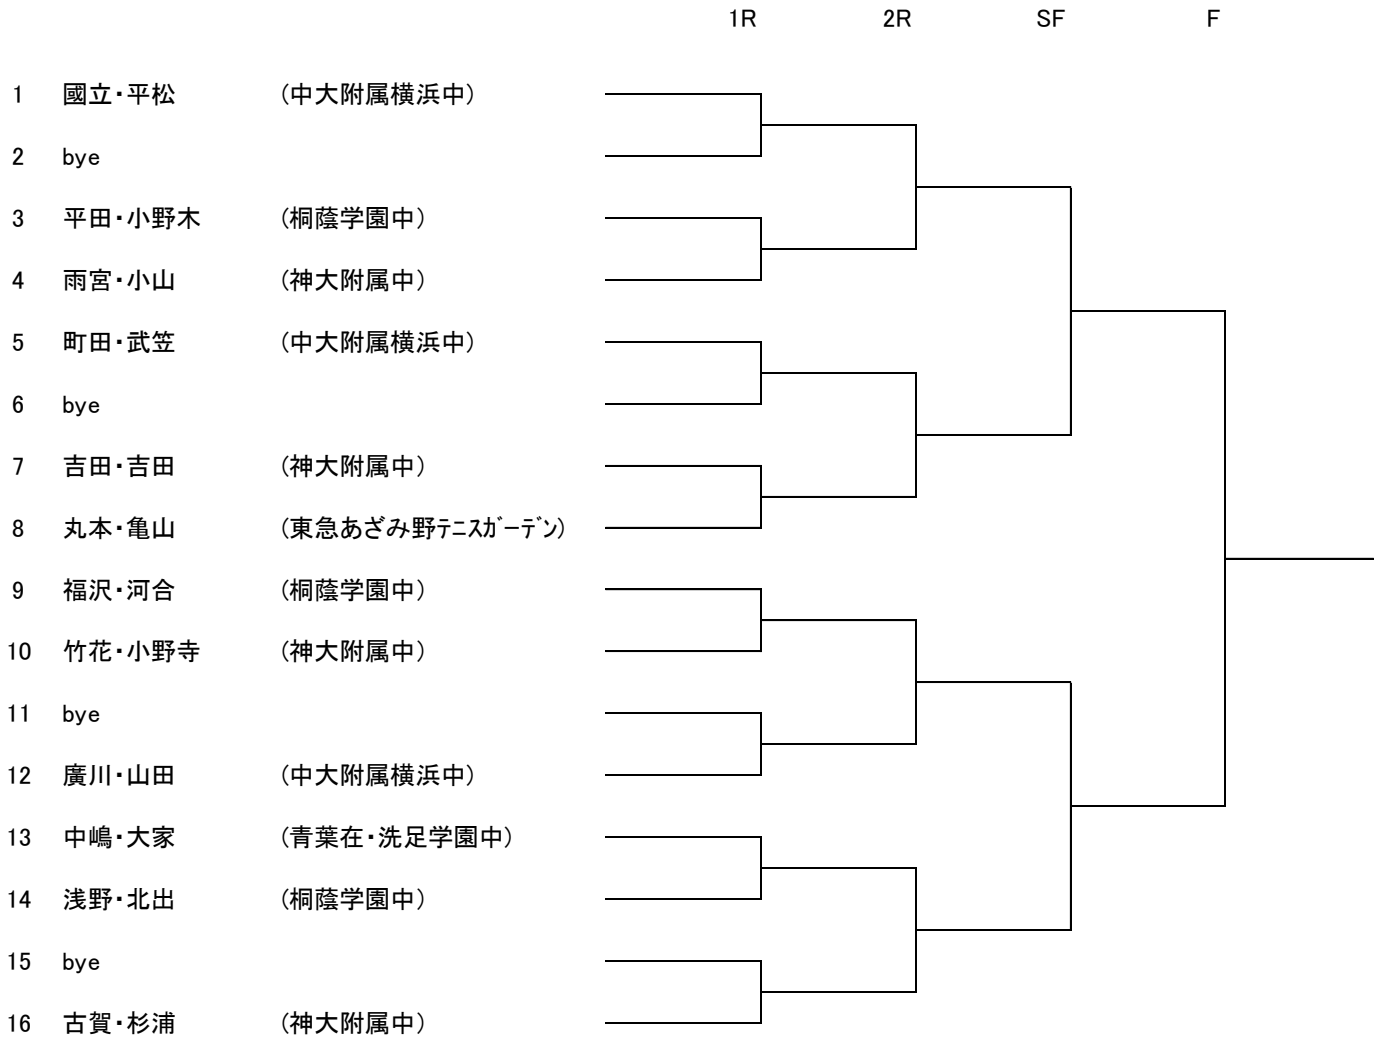 1R 2R SF F
1 國立・平松 (中大附属横浜中)
2 bye
3 平田・小野木 (桐蔭学園中)
4 雨宮・小山 (神大附属中)
5 町田・武笠 (中大附属横浜中)
6 bye
7 吉田・吉田 (神大附属中)
8 丸本・亀山 (東急あざみ野ﾃﾆｽｶﾞｰﾃﾞﾝ)
9 福沢・河合 (桐蔭学園中)
10 竹花・小野寺 (神大附属中)
11 bye
12 廣川・山田 (中大附属横浜中)
13 中嶋・大家 (青葉在・洗足学園中)
14 浅野・北出 (桐蔭学園中)
15 bye
16 古賀・杉浦 (神大附属中)